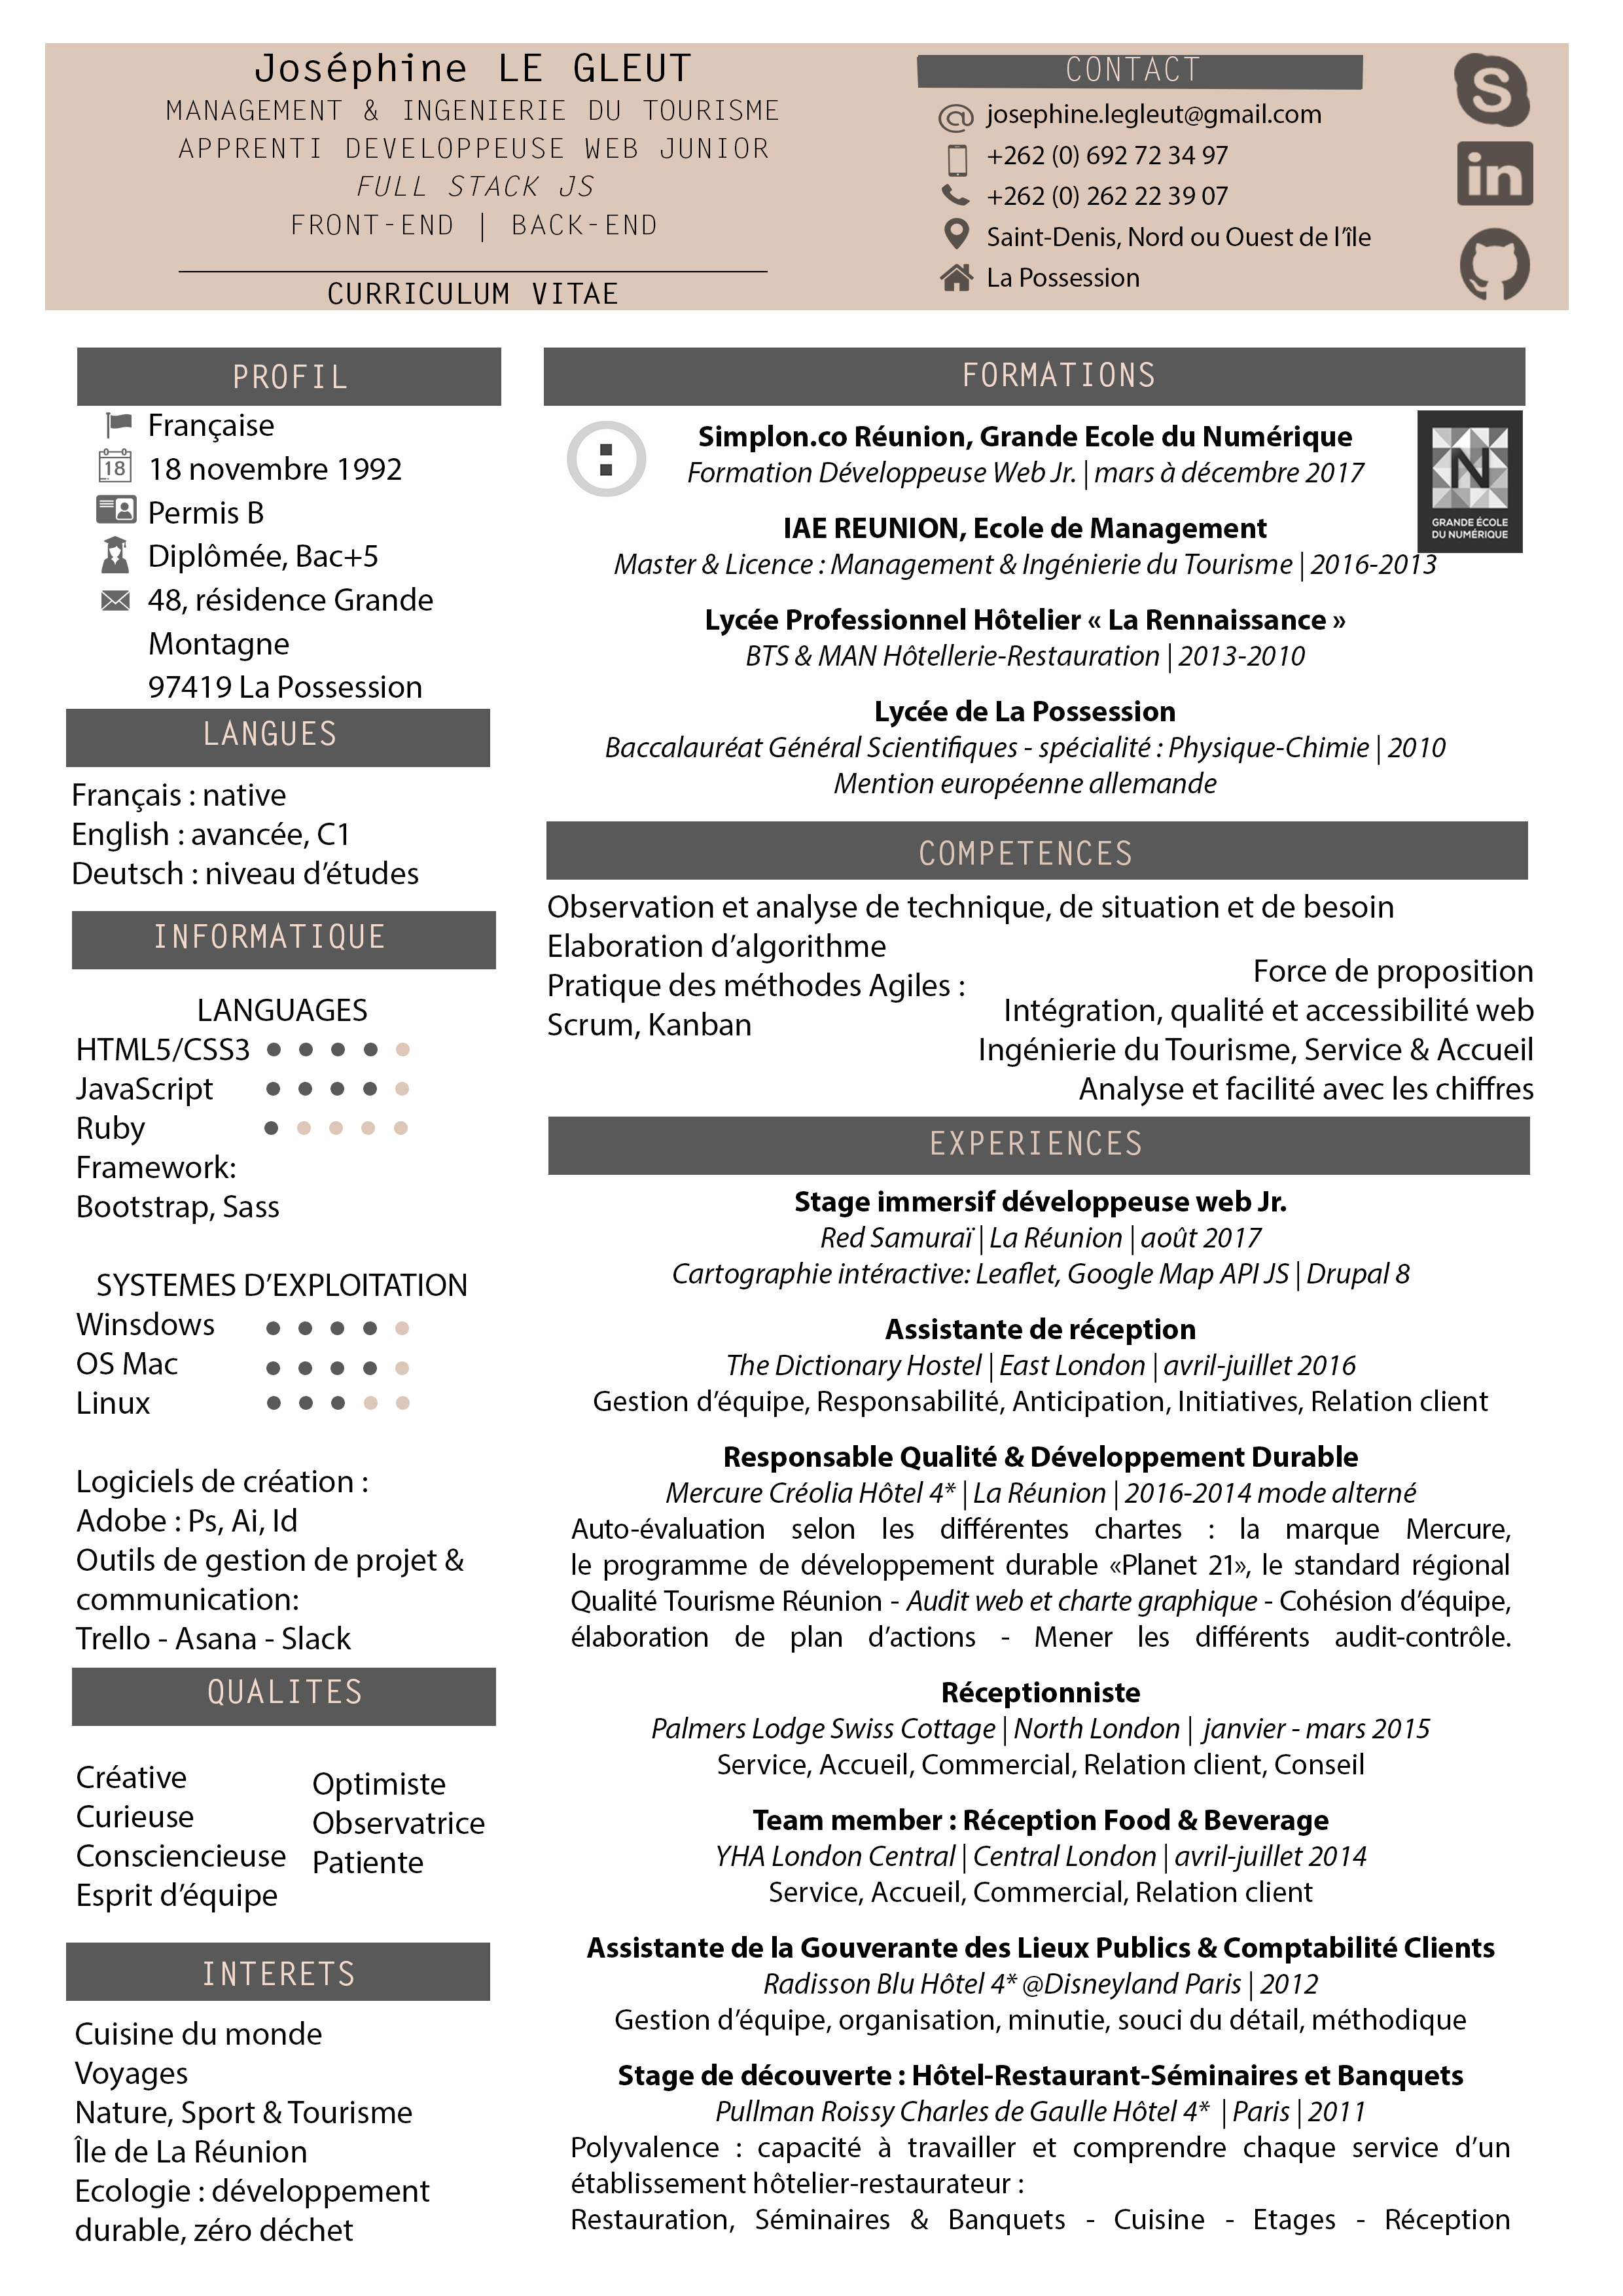 Joséphine LE GLEUT
MANAGEMENT & INGENIERIE DU TOURISME
APPRENTI DEVELOPPEUSE WEB JUNIOR
FULL STACK JS
FRONT-END | BACK-END
CURRICULUM VITAE
CONTACT
josephine.legleut@gmail.com
+262 (0) 692 72 34 97
+262 (0) 262 22 39 07
Saint-Denis, Nord ou Ouest de l'île
La Possession
S
in
PROFIL
Française
18
18 novembre 1992
Permis B
Diplômée, Bac+5
48, résidence Grande
Montagne
97419 La Possession
LANGUES
Français : native
English : avancée, C1
Deutsch : niveau d'études
INFORMATIQUE
LANGUAGES
HTML5/CSS3
JavaScript
Ruby
Framework:
Bootstrap, Sass
SYSTEMES D'EXPLOITATION
Winsdows
OS Mac
Linux
Logiciels de création :
Adobe : Ps, Ai, Id
Outils de gestion de projet &
communication:
Trello - Asana - Slack
QUALITES
Créative
Curieuse
Consciencieuse
Esprit d'équipe
Optimiste
Observatrice
Patiente
INTERETS
Cuisine du monde
Voyages
Nature, Sport & Tourisme
Île de La Réunion
Ecologie : développement
durable, zéro déchet
FORMATIONS
Simplon.co Réunion, Grande Ecole du Numérique
Formation Développeuse Web Jr. | mars à décembre 2017
N
GRANDE ÉCOLE
DU NUMÉRIQUE
IAE REUNION, Ecole de Management
Master & Licence : Management & Ingénierie du Tourisme | 2016-2013
Lycée Professionnel Hôtelier « La Rennaissance »
BTS & MAN Hôtellerie-Restauration | 2013-2010
Lycée de La Possession
Baccalauréat Général Scientifiques - spécialité : Physique-Chimie | 2010
Mention européenne allemande
COMPETENCES
Observation et analyse de technique, de situation et de besoin
Elaboration d'algorithme
Pratique des méthodes Agiles :
Scrum, Kanban
Force de proposition
Intégration, qualité et accessibilité web
Ingénierie du Tourisme, Service & Accueil
Analyse et facilité avec les chiffres
EXPERIENCES
Stage immersif développeuse web Jr.
Red Samuraï | La Réunion | août 2017
Cartographie intéractive: Leaflet, Google Map API JS | Drupal 8
Assistante de réception
The Dictionary Hostel | East London | avril-juillet 2016
Gestion d'équipe, Responsabilité, Anticipation, Initiatives, Relation client
Responsable Qualité & Développement Durable
Mercure Créolia Hôtel 4* | La Réunion | 2016-2014 mode alterné
Auto-évaluation selon les différentes chartes : la marque Mercure,
le programme de développement durable «Planet 21», le standard régional
Qualité Tourisme Réunion - Audit web et charte graphique - Cohésion d'équipe,
élaboration de plan d'actions - Mener les différents audit-contrôle.
Réceptionniste
Palmers Lodge Swiss Cottage | North London | janvier - mars 2015
Service, Accueil, Commercial, Relation client, Conseil
Team member : Réception Food & Beverage
YHA London Central | Central London | avril-juillet 2014
Service, Accueil, Commercial, Relation client
Assistante de la Gouverante des Lieux Publics & Comptabilité Clients
Radisson Blu Hôtel 4* @Disneyland Paris | 2012
Gestion d'équipe, organisation, minutie, souci du détail, méthodique
Stage de découverte : Hôtel-Restaurant-Séminaires et Banquets
Pullman Roissy Charles de Gaulle Hôtel 4* | Paris | 2011
Polyvalence : capacité à travailler et comprendre chaque service d'un
établissement hôtelier-restaurateur :
Restauration, Séminaires & Banquets - Cuisine - Etages - Réception